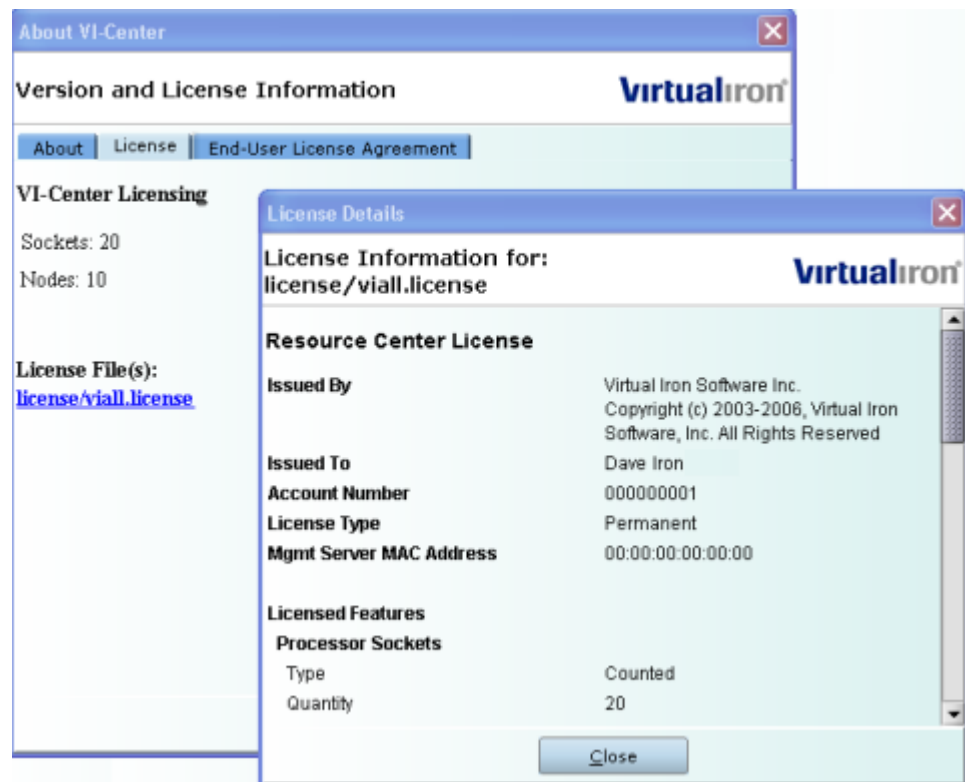 About VI-Center
Version and License Information
Virtualiron
About License End-User License Agreement
VI-Center Licensing
Sockets: 20
Nodes: 10
License File(s):
license/viall.license
License Details
License Information for:
license/viall.license
Virtualiron
Resource Center License
Issued By Virtual Iron Software Inc.
Copyright (c) 2003-2006, Virtual Iron
Software, Inc. All Rights Reserved
Issued To Dave Iron
Account Number 000000001
License Type Permanent
Mgmt Server MAC Address 00:00:00:00:00:00
Licensed Features
Processor Sockets
Type Counted
Quantity 20
Close